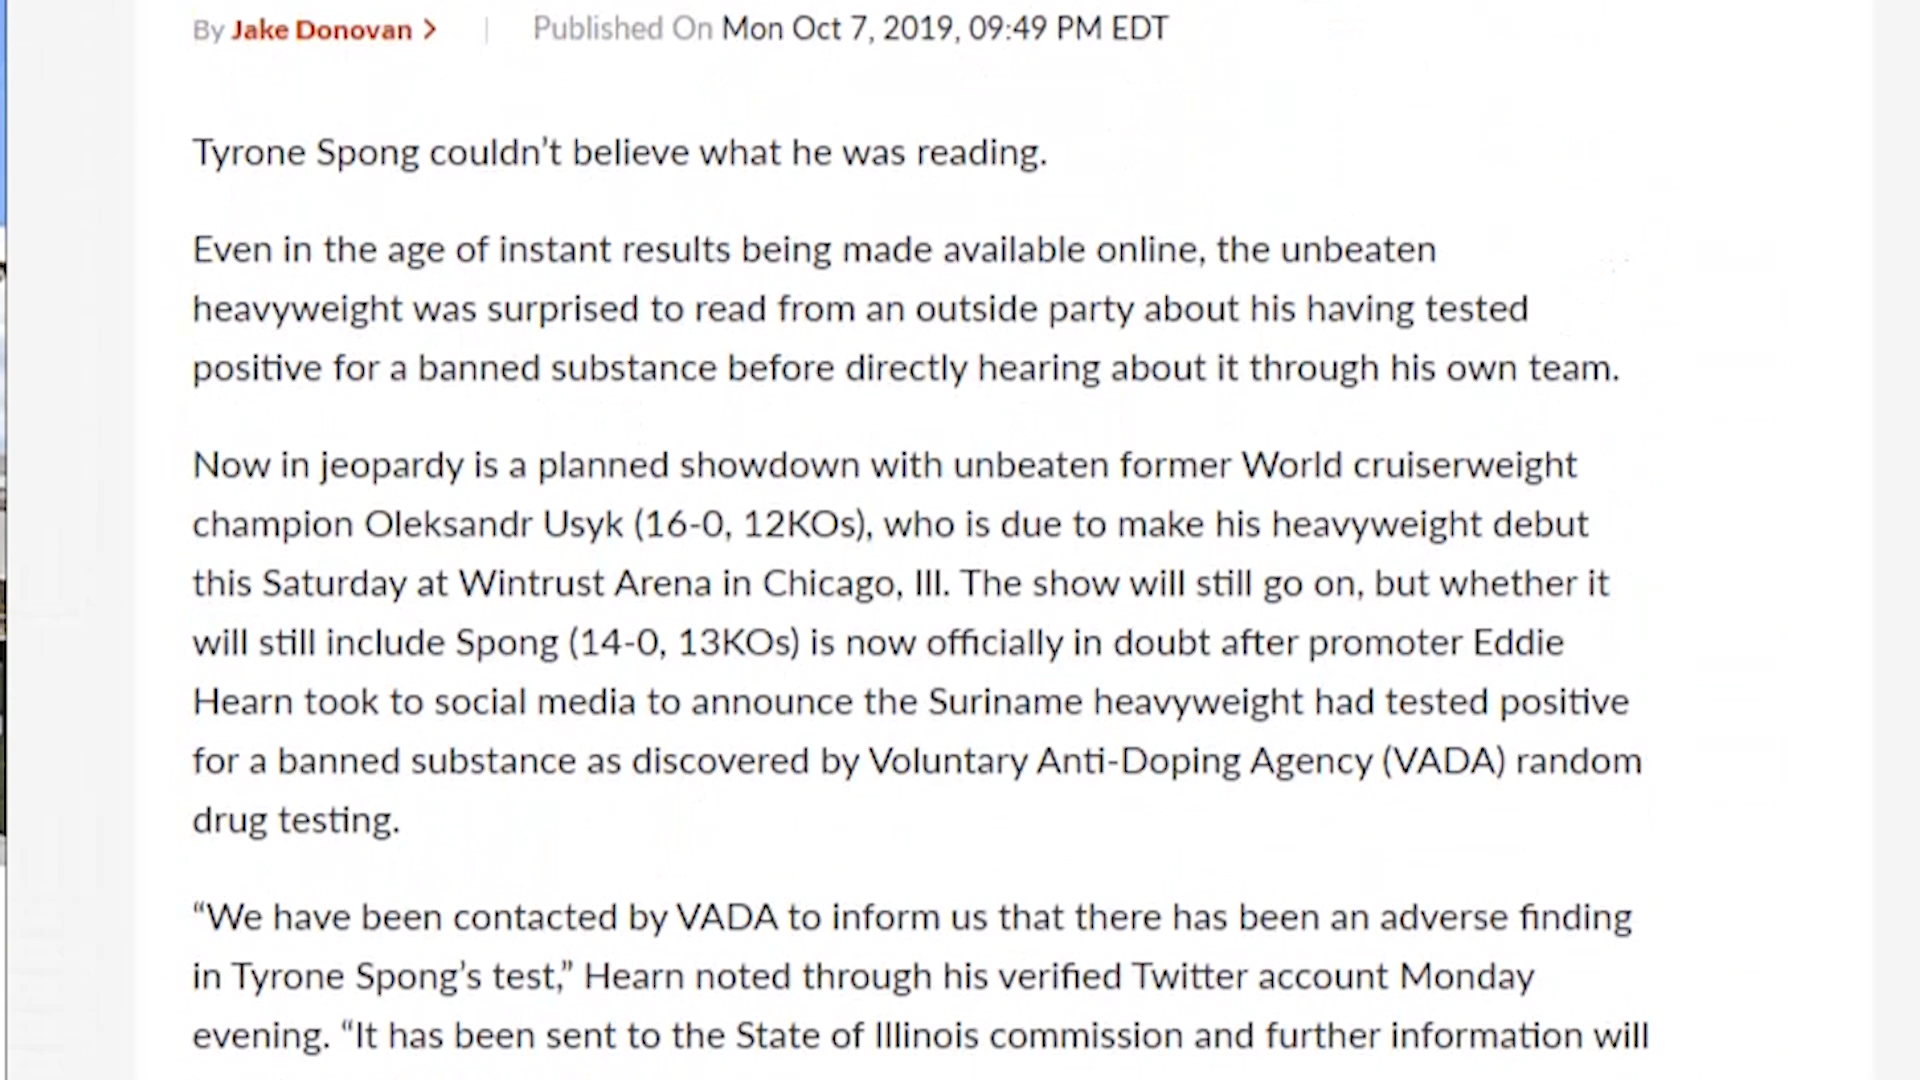 By Jake Donovan > | Published On Mon Oct 7, 2019, 09:49 PM EDT
Tyrone Spong couldn’t believe what he was reading.
Even in the age of instant results being made available online, the unbeaten
heavyweight was surprised to read from an outside party about his having tested
positive for a banned substance before directly hearing about it through his own team.
Now in jeopardy is a planned showdown with unbeaten former World cruiserweight
champion Oleksandr Usyk (16-0, 12KOs), who is due to make his heavyweight debut
this Saturday at Wintrust Arena in Chicago, Ill. The show will still go on, but whether it
will still include Spong (14-0, 13KOs) is now officially in doubt after promoter Eddie
Hearn took to social media to announce the Suriname heavyweight had tested positive
for a banned substance as discovered by Voluntary Anti-Doping Agency (VADA) random
drug testing.
“We have been contacted by VADA to inform us that there has been an adverse finding
in Tyrone Spong’s test,” Hearn noted through his verified Twitter account Monday
evening. “It has been sent to the State of Illinois commission and further information will